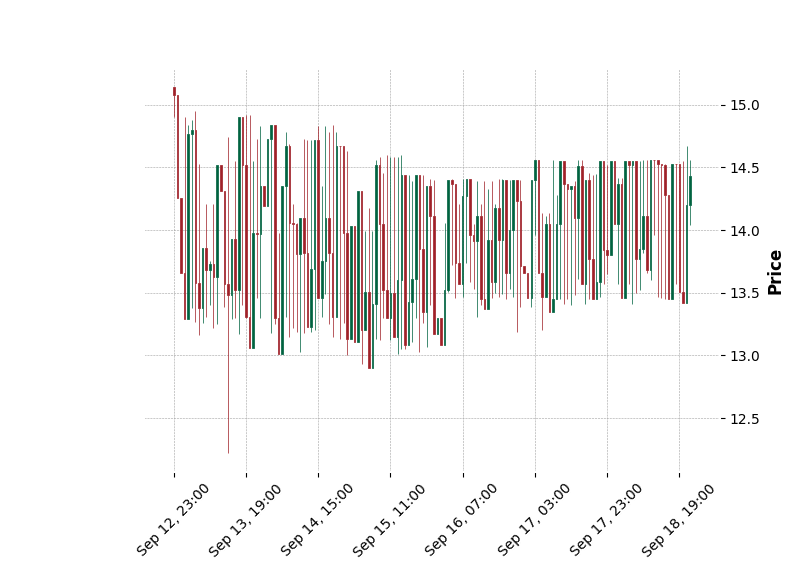 15.0
14.5
14.0
13.5
13.0
12.5
Price
Sep 12, 23:00
Sep 13, 19:00
Sep 14, 15:00
Sep 15, 11:00
Sep 16, 07:00
Sep 17, 03:00
Sep 17, 23:00
Sep 18, 19:00